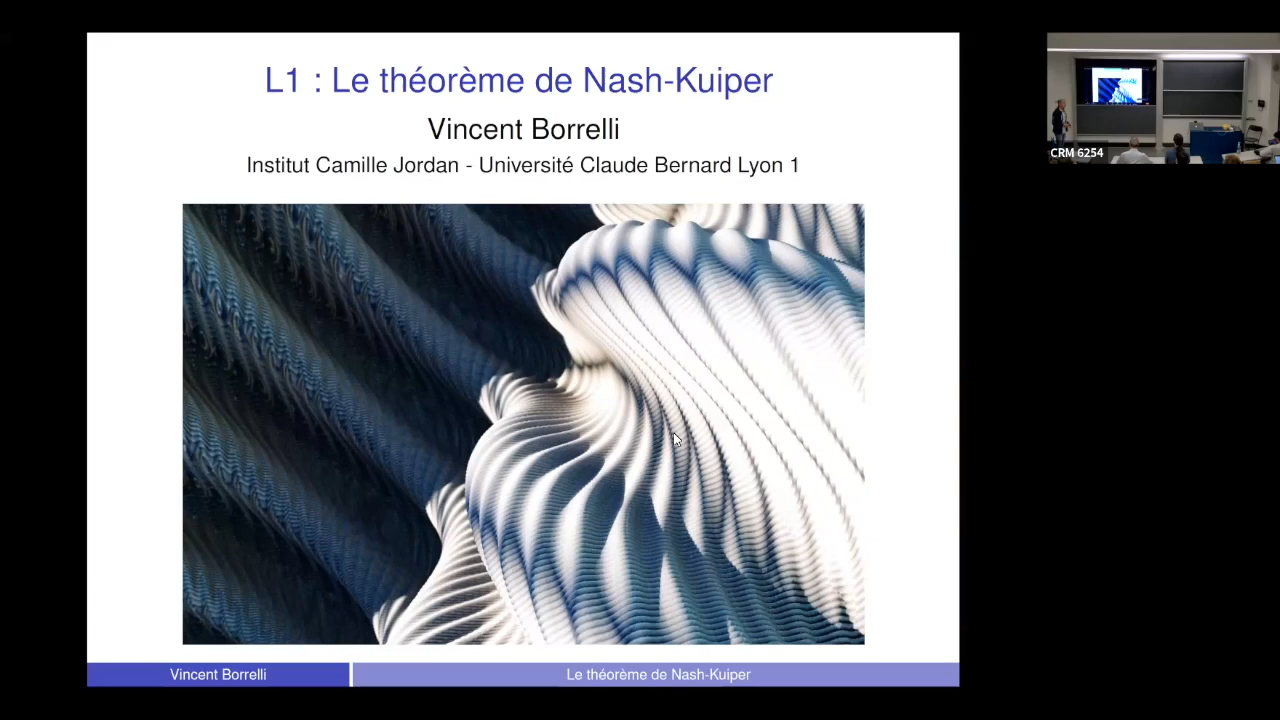 L1 : Le théorème de Nash-Kuiper
Vincent Borrelli
Institut Camille Jordan - Université Claude Bernard Lyon 1
CRM 6254
Vincent Borrelli
Le théorème de Nash-Kuiper